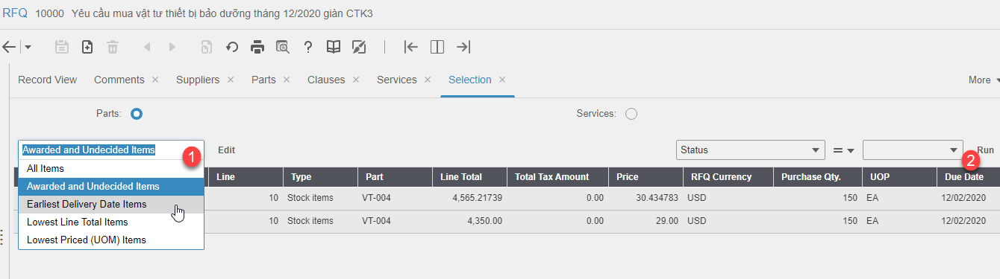 RFQ 10000 Yêu cầu mua vật tư thiết bị bảo dưỡng tháng 12/2020 giàn CTK3
Record View Comments × Suppliers × Parts × Clauses × Services × Selection × More
Parts: Services:
Awarded and Undecided Items 1 Edit Status = 2 Run
All Items
Awarded and Undecided Items
Earliest Delivery Date Items
Lowest Line Total Items
Lowest Priced (UOM) Items
Line Type Part Line Total Total Tax Amount Price RFQ Currency Purchase Qty. UOP Due Date
10 Stock items VT-004 4,565.21739 0.00 30.434783 USD 150 EA 12/02/2020
10 Stock items VT-004 4,350.00 0.00 29.00 USD 150 EA 12/02/2020